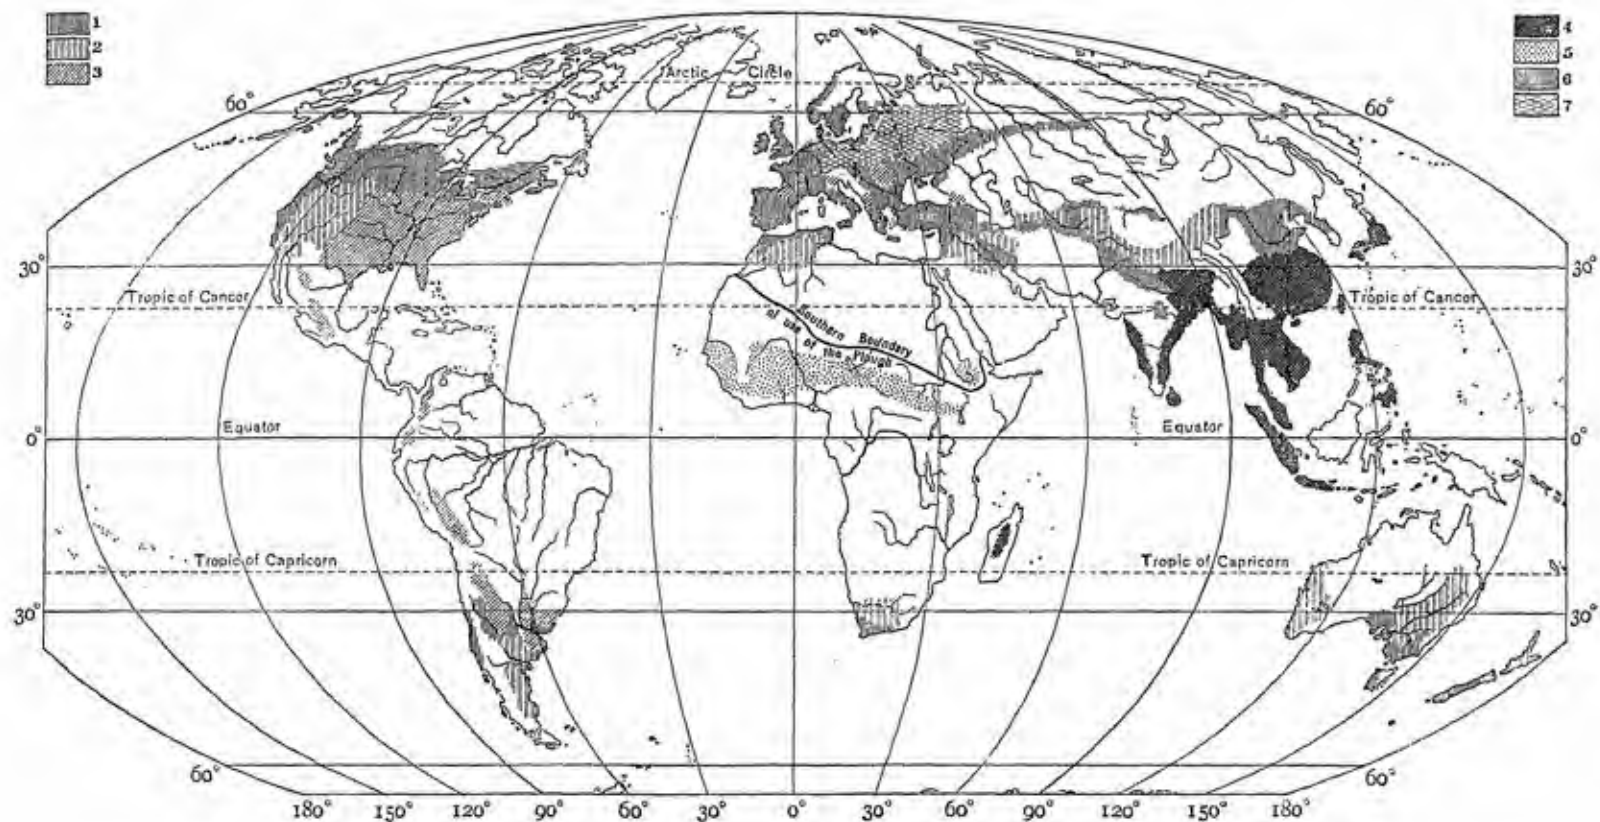 1
2
3
4
5
6
7
Arctic Circle
60° 60°
30° 30°
Tropic of Cancer Tropic of Cancer
Southern Boundary
of use of the Plough
Equator Equator
0° 0°
Tropic of Capricorn Tropic of Capricorn
30° 30°
60° 60°
180° 150° 120° 90° 60° 30° 0° 30° 60° 90° 120° 150° 180°